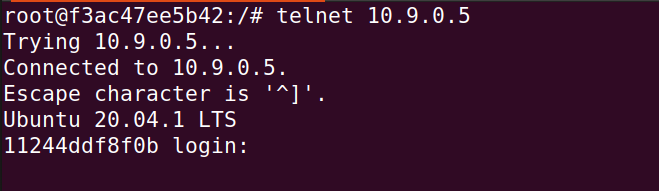 root@f3ac47ee5b42:/# telnet 10.9.0.5
Trying 10.9.0.5...
Connected to 10.9.0.5.
Escape character is '^]'.
Ubuntu 20.04.1 LTS
11244ddf8f0b login: